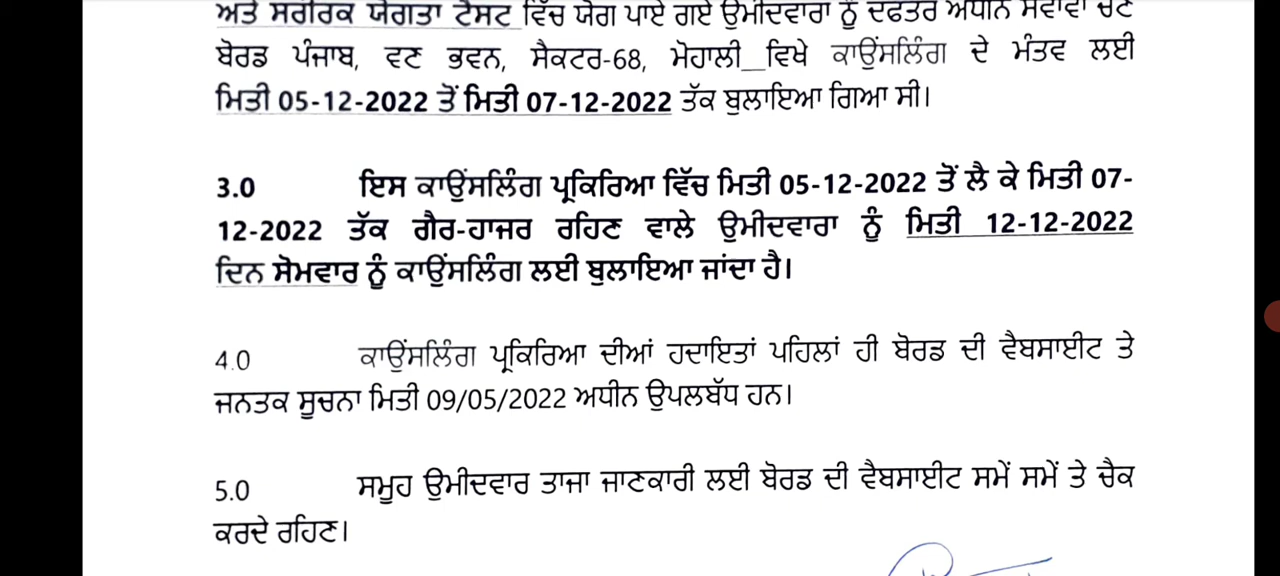 ਅਤੇ ਸਰੀਰਕ ਯੋਗਤਾ ਟੈਸਟ ਵਿੱਚ ਯੋਗ ਪਾਏ ਗਏ ਉਮੀਦਵਾਰਾ ਨੂੰ ਦਫਤਰ ਅਧੀਨ ਸੇਵਾਵਾਂ ਚੋਣ
ਬੋਰਡ ਪੰਜਾਬ, ਵਣ ਭਵਨ, ਸੈਕਟਰ-68, ਮੋਹਾਲੀ_ਵਿਖੇ ਕਾਉਂਸਲਿੰਗ ਦੇ ਮੰਤਵ ਲਈ
ਮਿਤੀ 05-12-2022 ਤੋਂ ਮਿਤੀ 07-12-2022 ਤੱਕ ਬੁਲਾਇਆ ਗਿਆ ਸੀ।
3.0 ਇਸ ਕਾਉਂਸਲਿੰਗ ਪ੍ਰਕਿਰਿਆ ਵਿੱਚ ਮਿਤੀ 05-12-2022 ਤੋਂ ਲੈ ਕੇ ਮਿਤੀ 07-
12-2022 ਤੱਕ ਗੈਰ-ਹਾਜਰ ਰਹਿਣ ਵਾਲੇ ਉਮੀਦਵਾਰਾ ਨੂੰ ਮਿਤੀ 12-12-2022
ਦਿਨ ਸੋਮਵਾਰ ਨੂੰ ਕਾਉਂਸਲਿੰਗ ਲਈ ਬੁਲਾਇਆ ਜਾਂਦਾ ਹੈ।
4.0 ਕਾਉਂਸਲਿੰਗ ਪ੍ਰਕਿਰਿਆ ਦੀਆਂ ਹਦਾਇਤਾਂ ਪਹਿਲਾਂ ਹੀ ਬੋਰਡ ਦੀ ਵੈਬਸਾਈਟ ਤੇ
ਜਨਤਕ ਸੂਚਨਾ ਮਿਤੀ 09/05/2022 ਅਧੀਨ ਉਪਲਬੱਧ ਹਨ।
5.0 ਸਮੂਹ ਉਮੀਦਵਾਰ ਤਾਜਾ ਜਾਣਕਾਰੀ ਲਈ ਬੋਰਡ ਦੀ ਵੈਬਸਾਈਟ ਸਮੇਂ ਸਮੇਂ ਤੇ ਚੈਕ
ਕਰਦੇ ਰਹਿਣ।